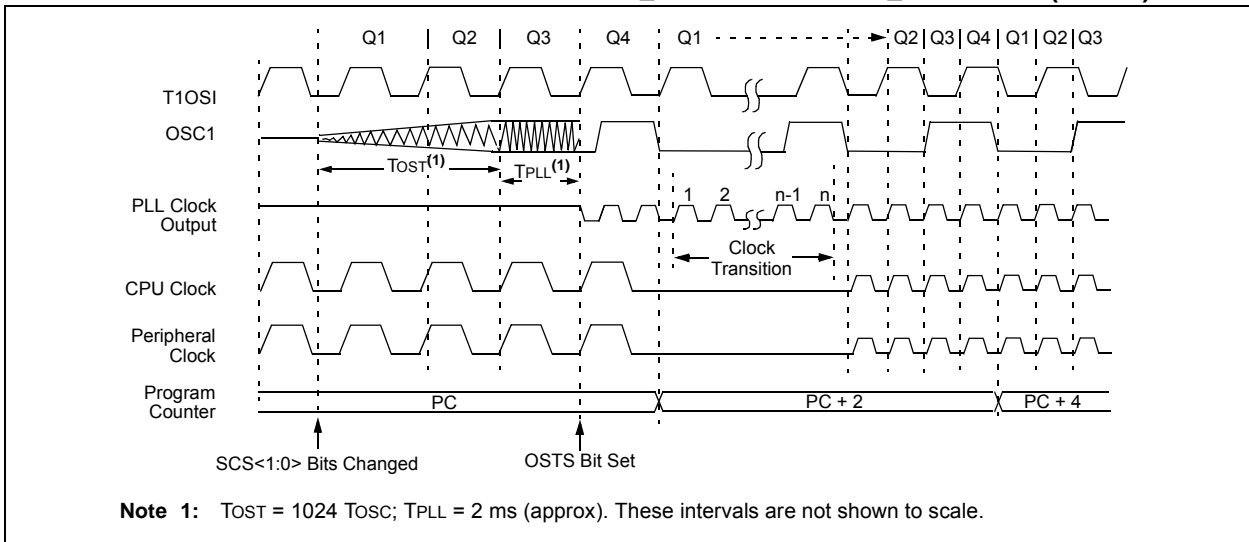 Q1 Q2 Q3 Q4 Q1 Q2 Q3 Q4 Q1 Q2 Q3
T1OSI
OSC1
TOST(1) TPLL(1)
1 2 n-1 n
PLL Clock
Output
Clock
Transition
CPU Clock
Peripheral
Clock
Program
Counter
PC PC + 2 PC + 4
SCS<1:0> Bits Changed OSTS Bit Set
Note 1: TOST = 1024 TOSC; TPLL = 2 ms (approx). These intervals are not shown to scale.